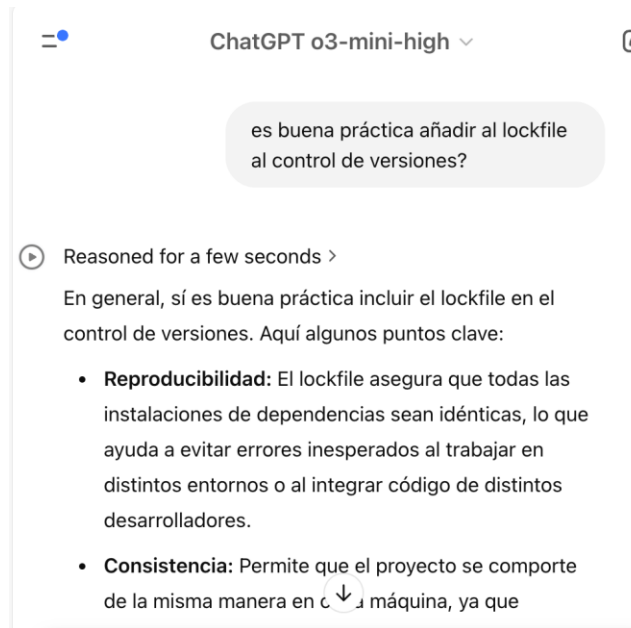 ChatGPT o3-mini-high
es buena práctica añadir al lockfile
al control de versiones?
Reasoned for a few seconds
En general, sí es buena práctica incluir el lockfile en el
control de versiones. Aquí algunos puntos clave:
• Reproducibilidad: El lockfile asegura que todas las
instalaciones de dependencias sean idénticas, lo que
ayuda a evitar errores inesperados al trabajar en
distintos entornos o al integrar código de distintos
desarrolladores.
• Consistencia: Permite que el proyecto se comporte
de la misma manera en máquina, ya que